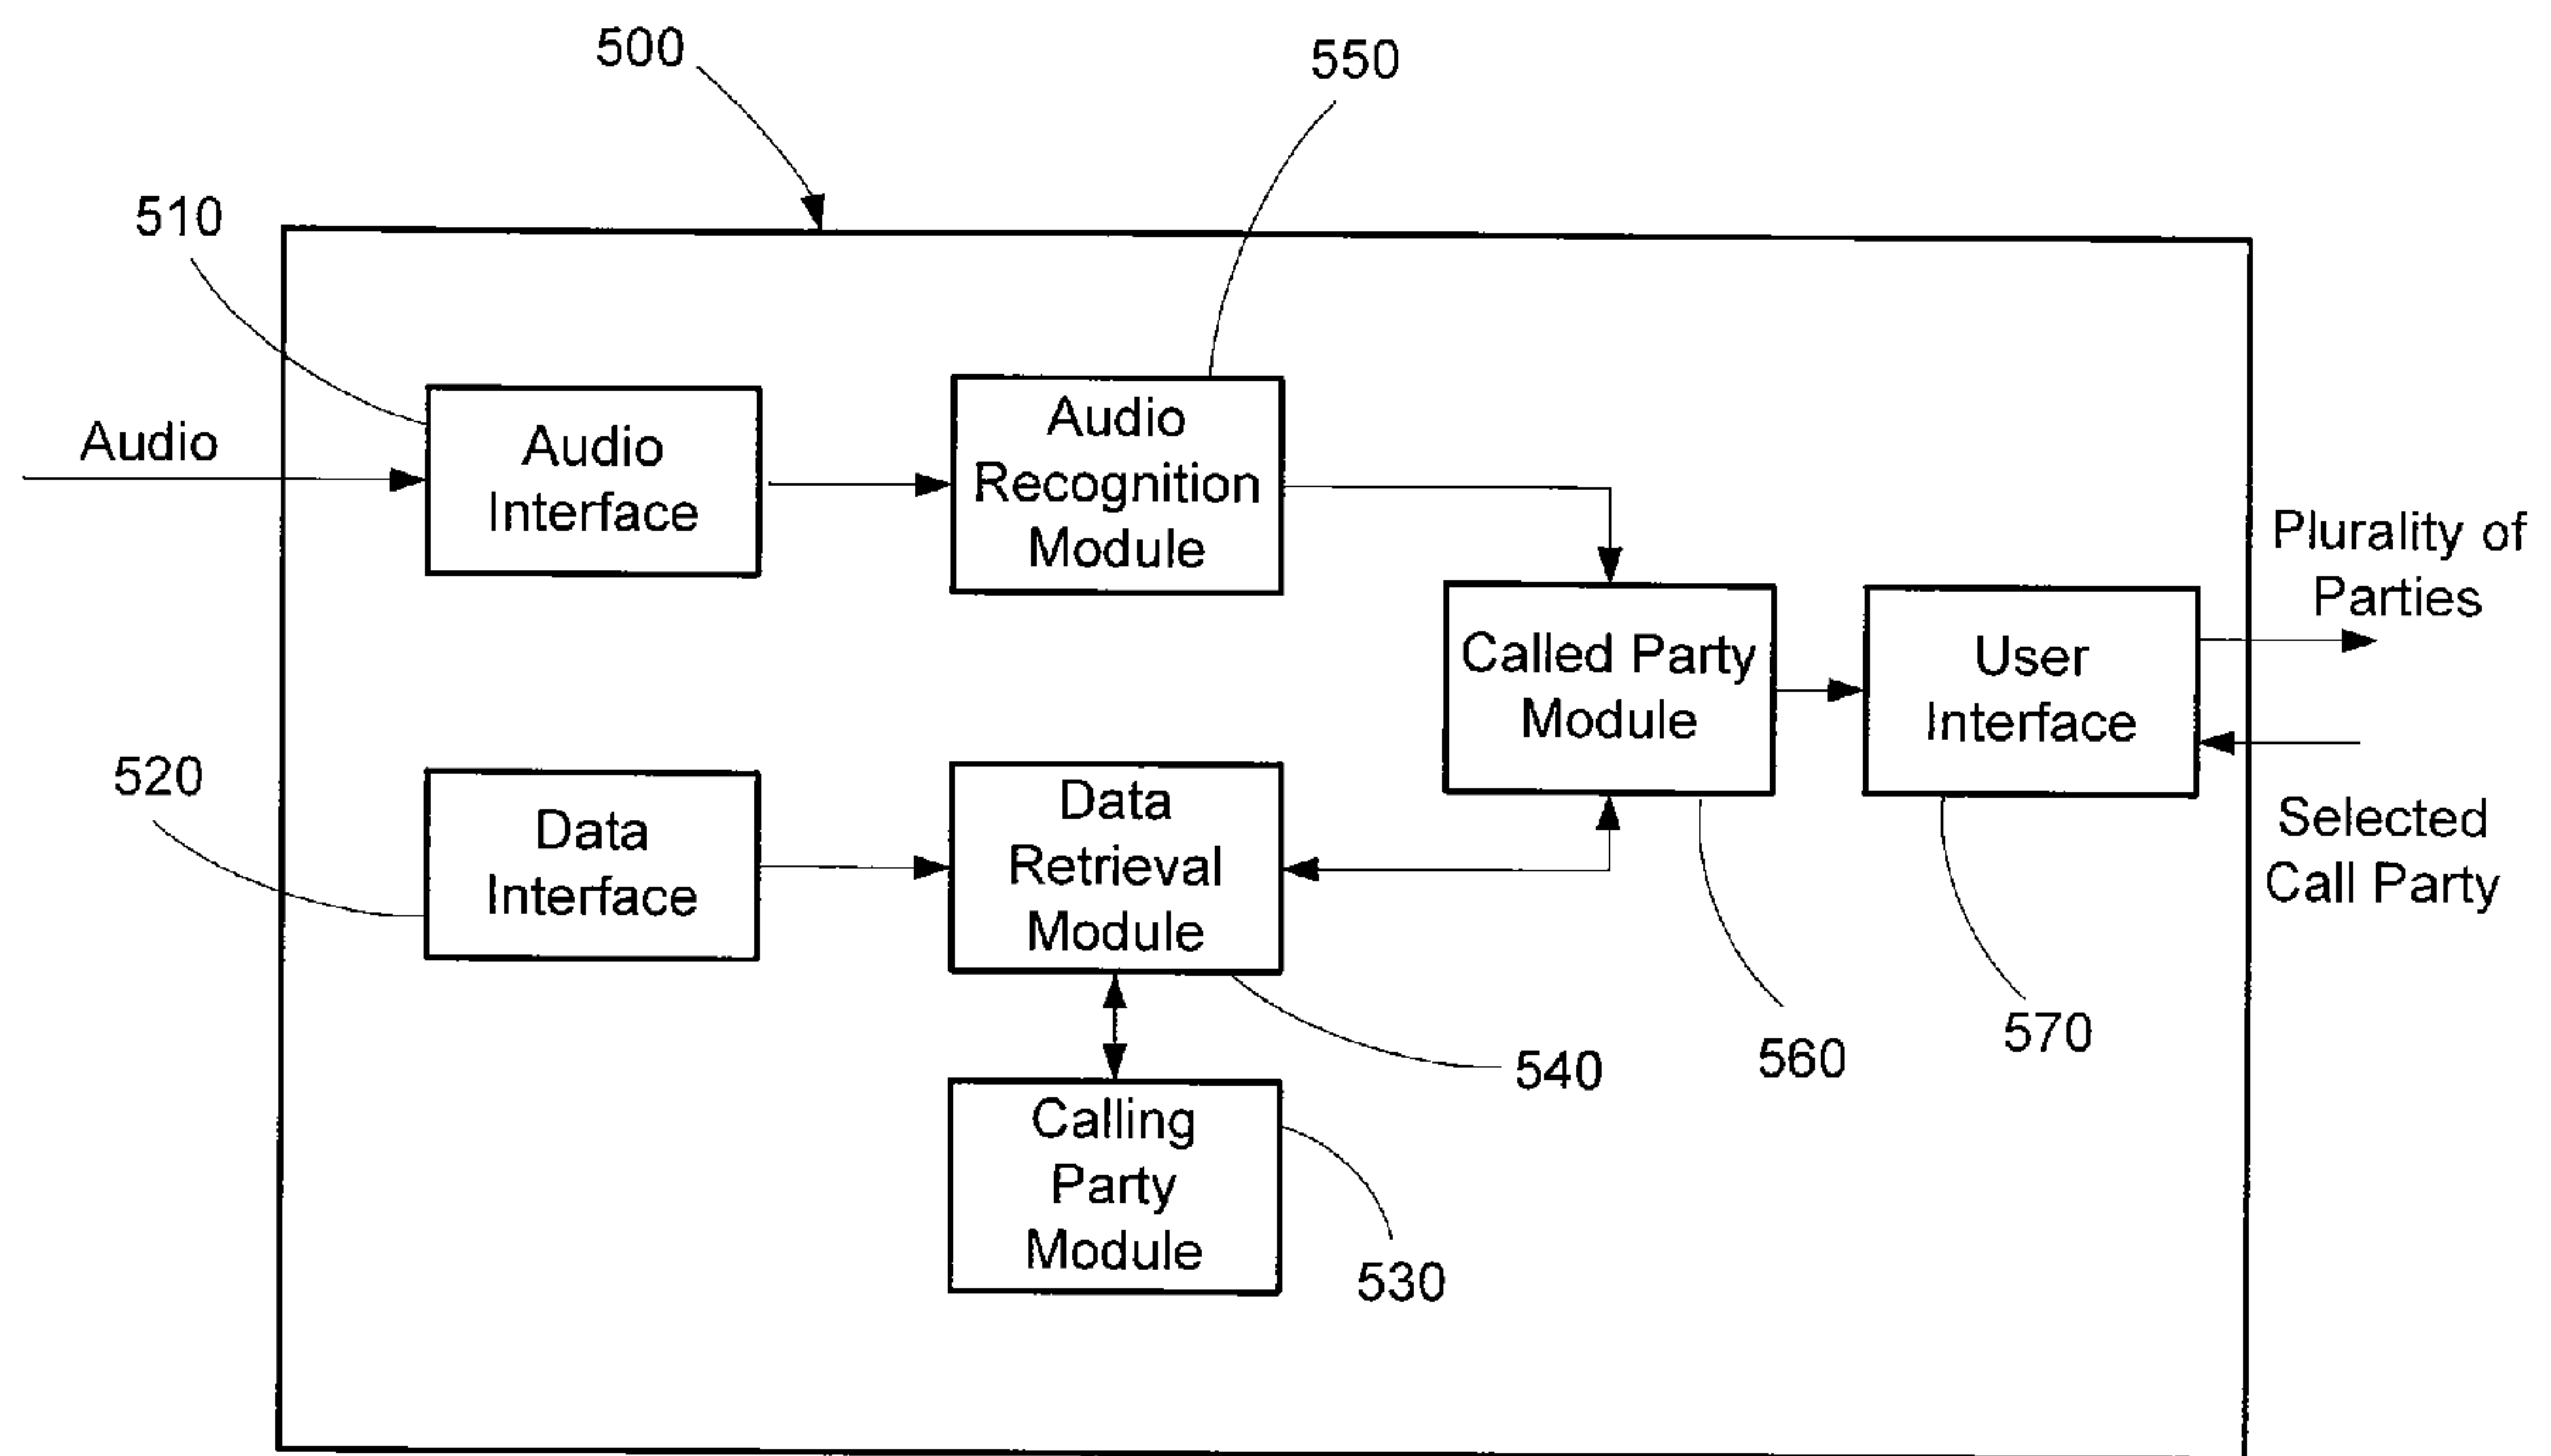 500
550
510
Audio
Audio
Interface
Audio
Recognition
Module
Plurality of
Parties
Called Party
Module
User
Interface
520
Data
Interface
Data
Retrieval
Module
Selected
Call Party
540
560
570
Calling
Party
Module
530